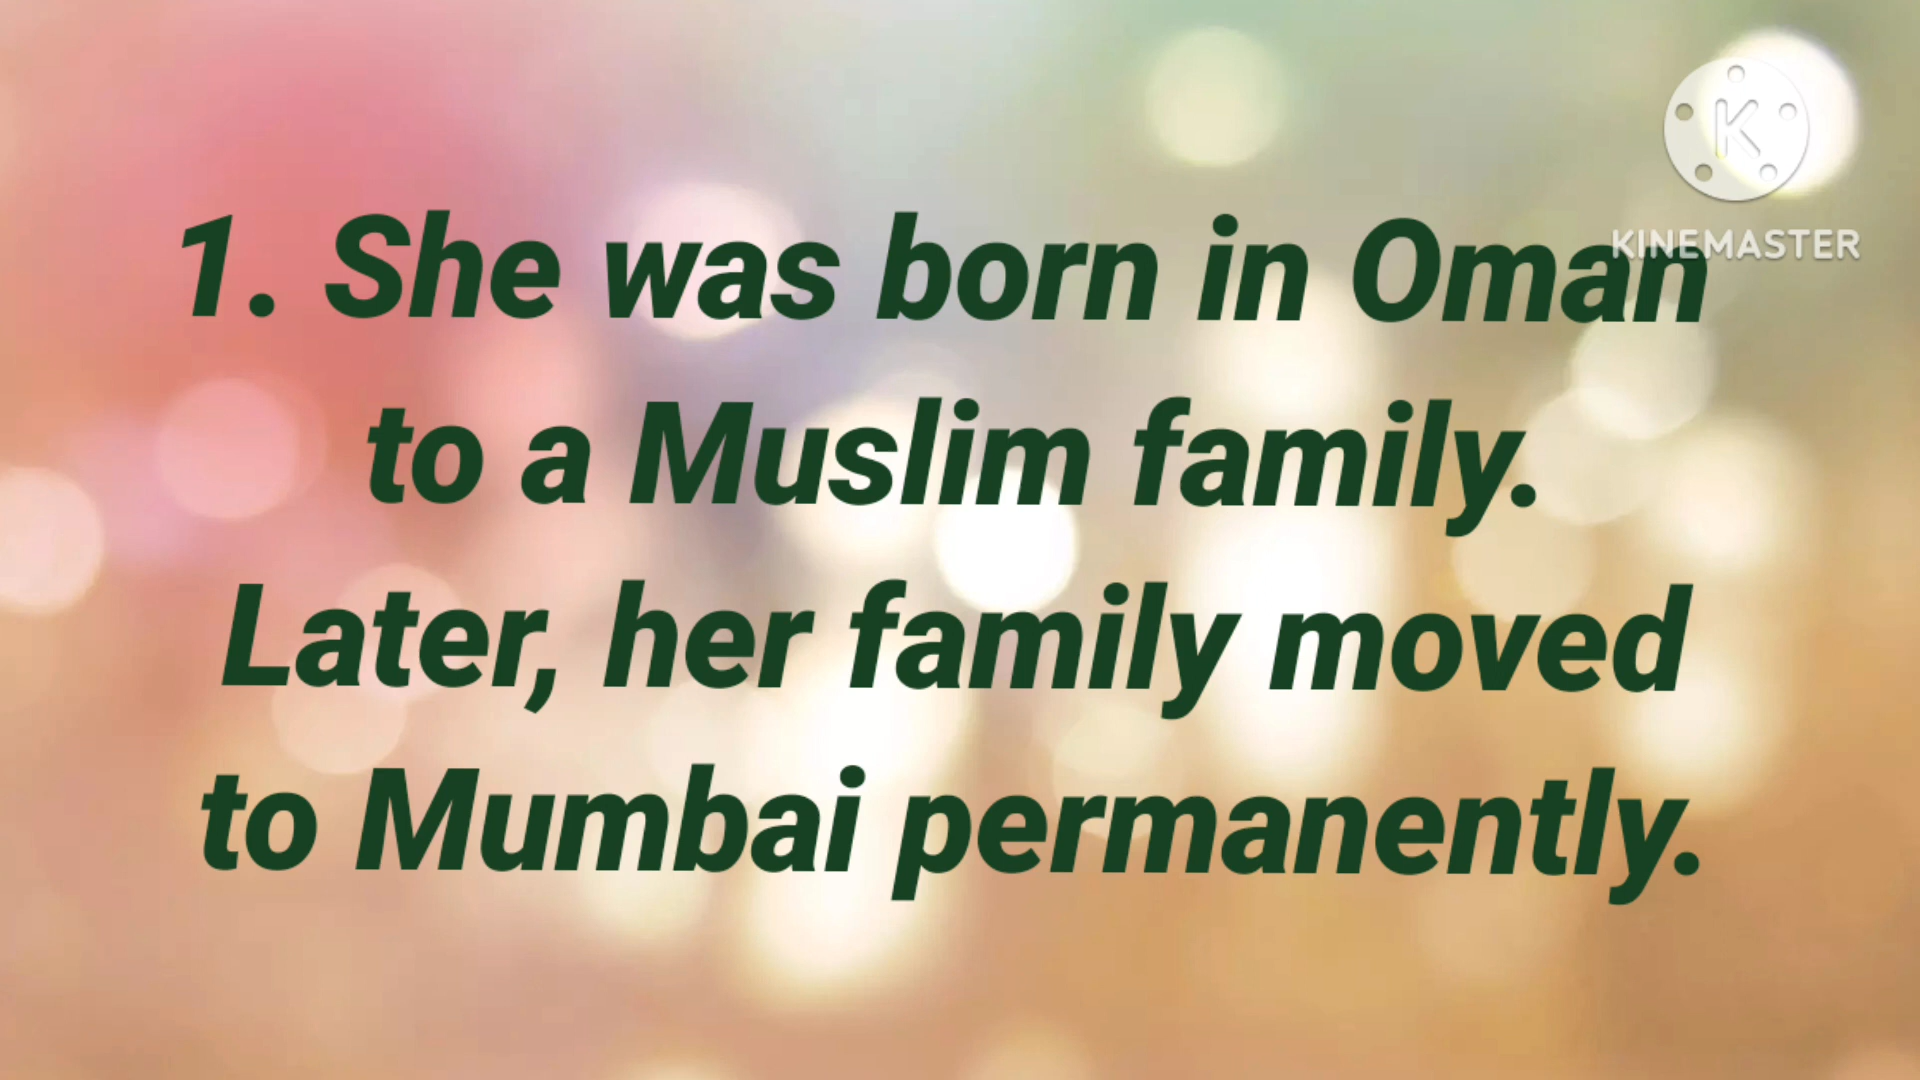 K
KINEMASTER
1. She was born in Oman
to a Muslim family.
Later, her family moved
to Mumbai permanently.